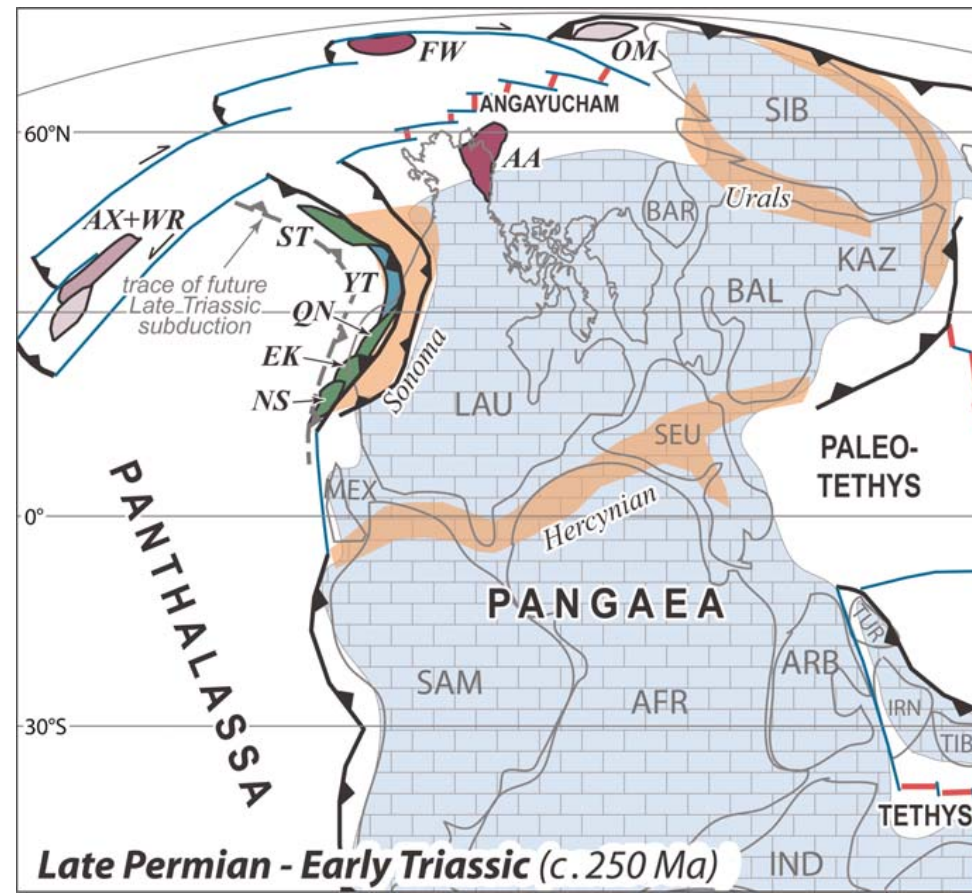 FW
OM
ANGAYUCHAM
SIB
60°N
AA
Urals
BAR
AX+WR
ST
KAZ
trace of future
Late Triassic
subduction
YT
BAL
QN
EK
Sonoma
NS
LAU
SEU
PALEO-
TETHYS
MEX
0°
Hercynian
PANTHALASSA
PANGAEA
TUR
ARB
SAM
AFR
IRN
30°S
TIB
TETHYS
Late Permian - Early Triassic (c. 250 Ma)
IND